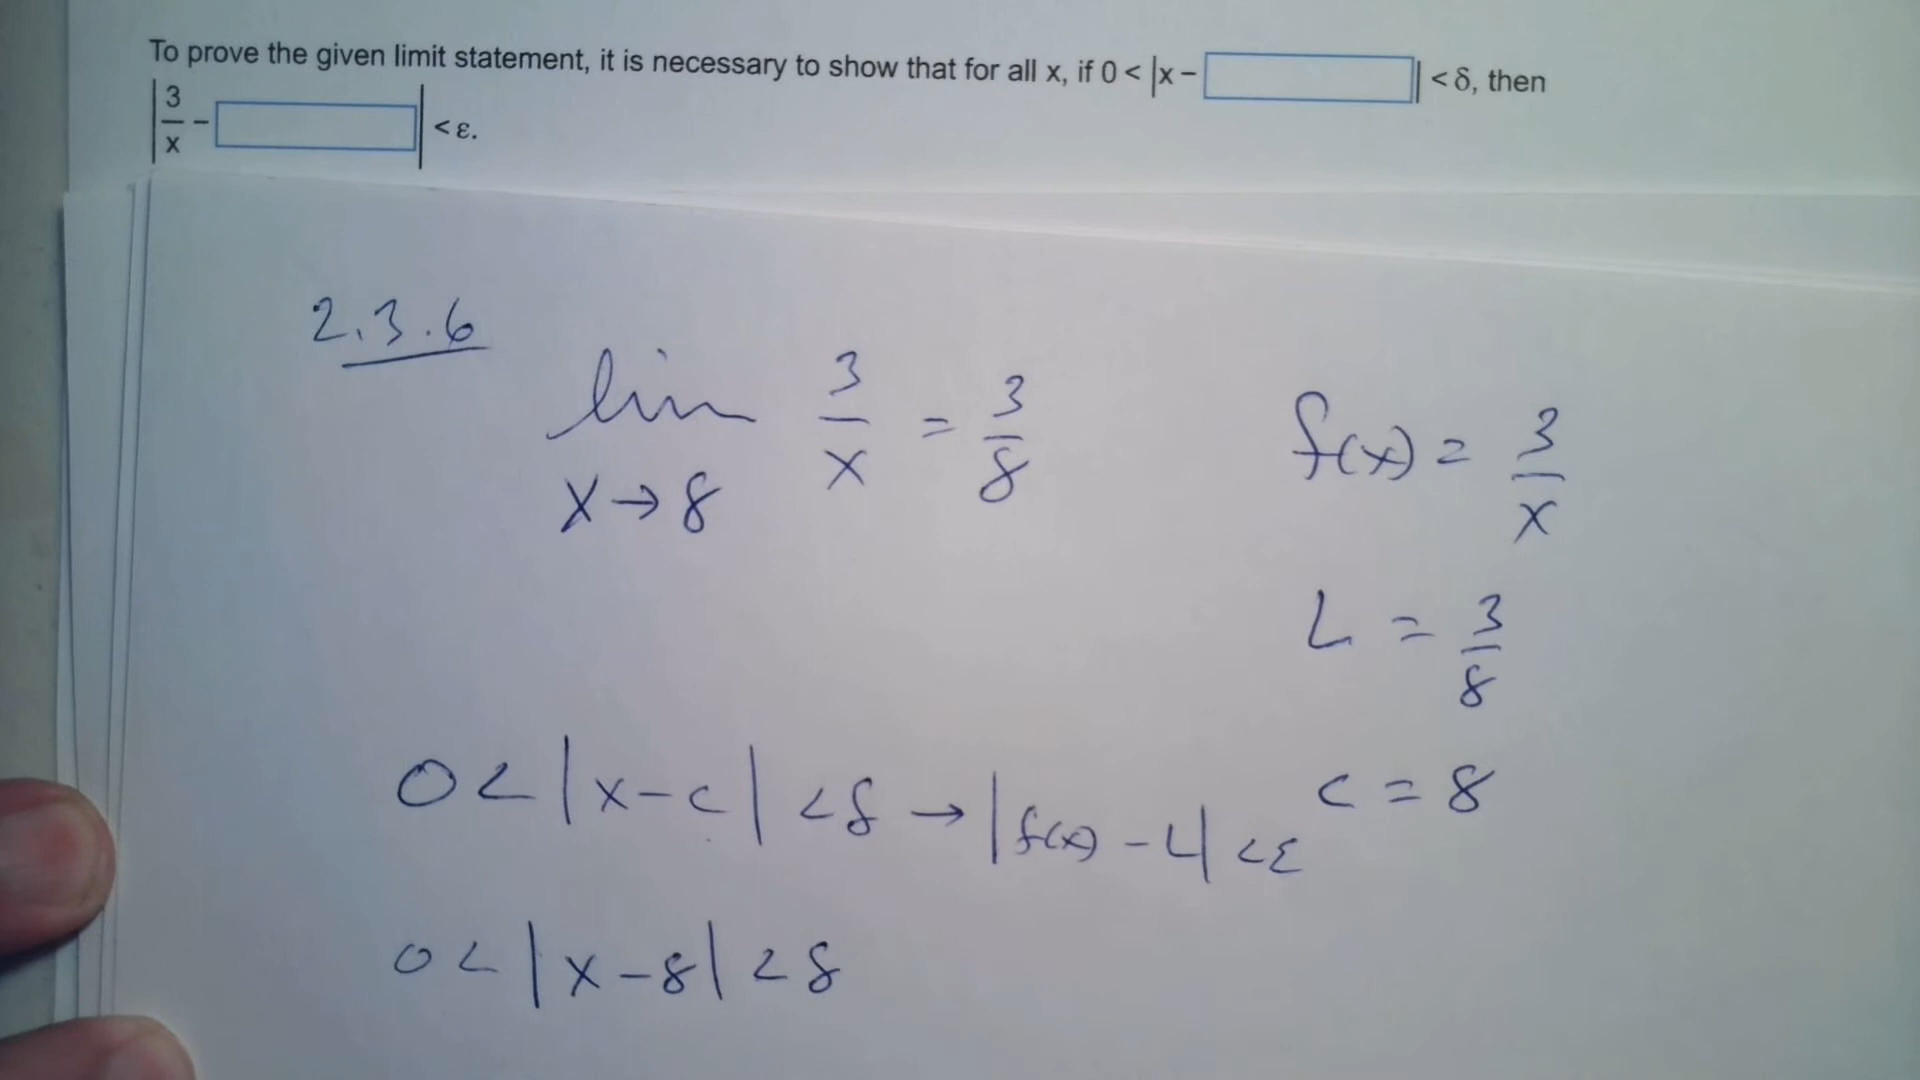 To prove the given limit statement, it is necessary to show that for all x, if 0 < |x − | < δ, then
|3/x − | < ε.
2.3.6
lim x→8 3/x = 3/8
f(x) = 3/x
L = 3/8
c = 8
0 < |x − c| < δ → |f(x) − L| < ε
0 < |x − 8| < δ